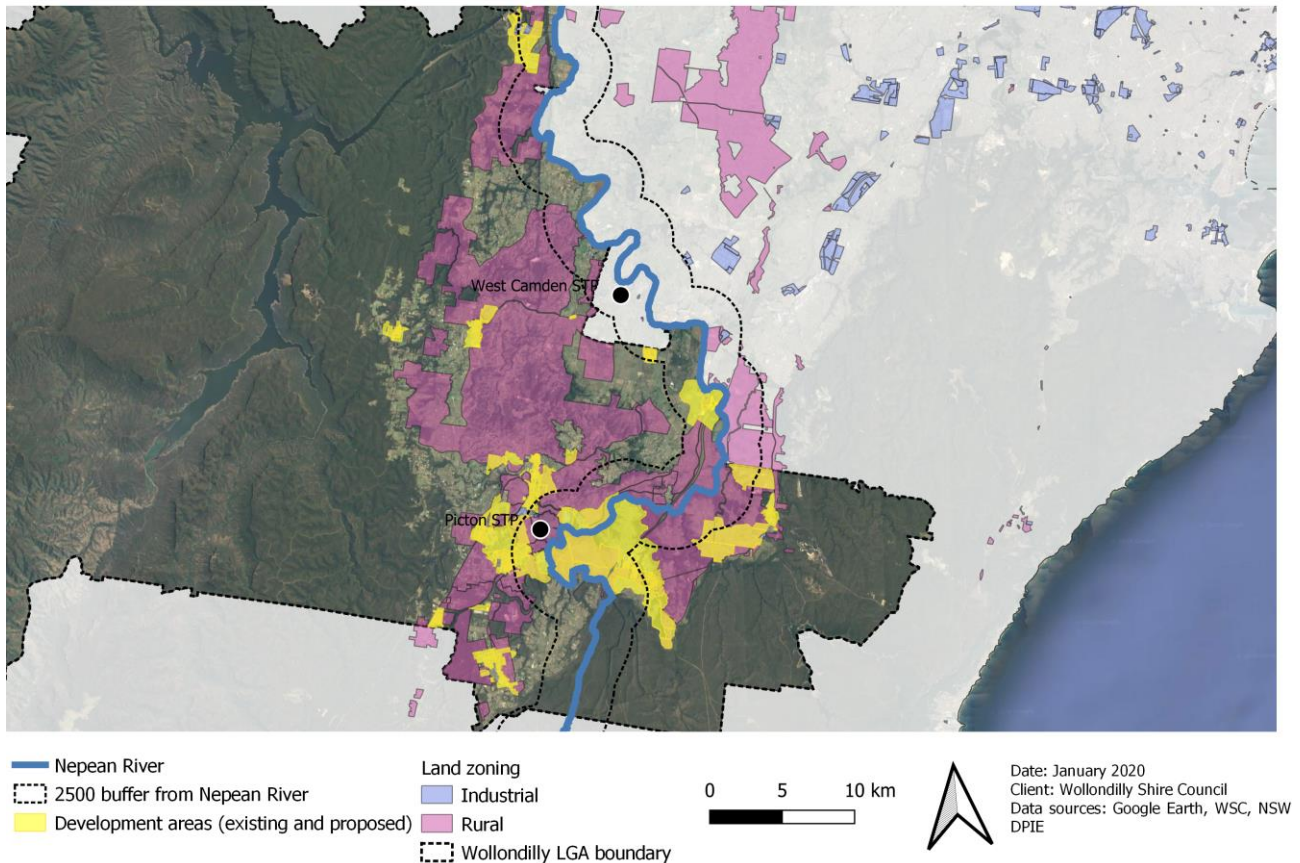 West Camden STP
Picton STP
Nepean River
2500 buffer from Nepean River
Development areas (existing and proposed)
Land zoning
Industrial
Rural
Wollondilly LGA boundary
0 5 10 km
Date: January 2020
Client: Wollondilly Shire Council
Data sources: Google Earth, WSC, NSW
DPIE